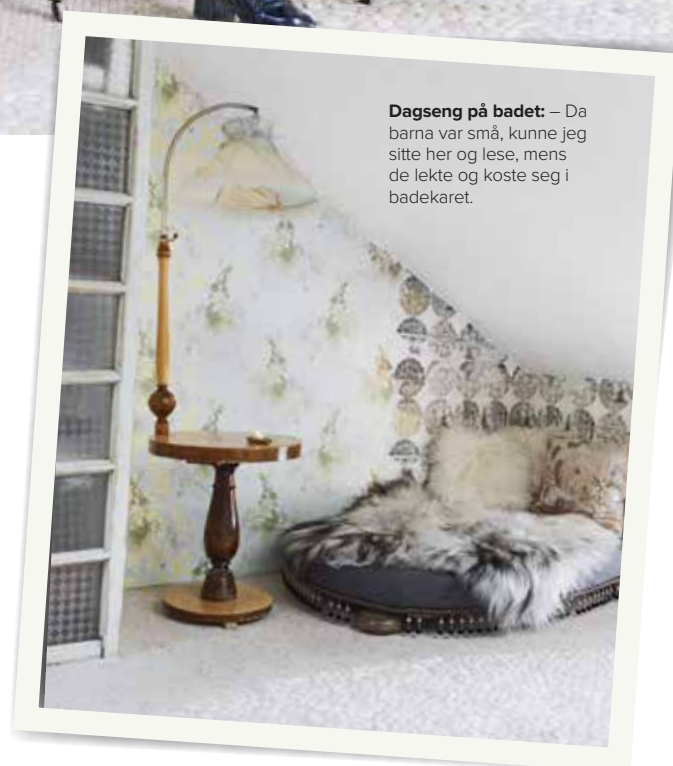 Dagseng på badet: – Da
barna var små, kunne jeg
sitte her og lese, mens
de lekte og koste seg i
badekaret.